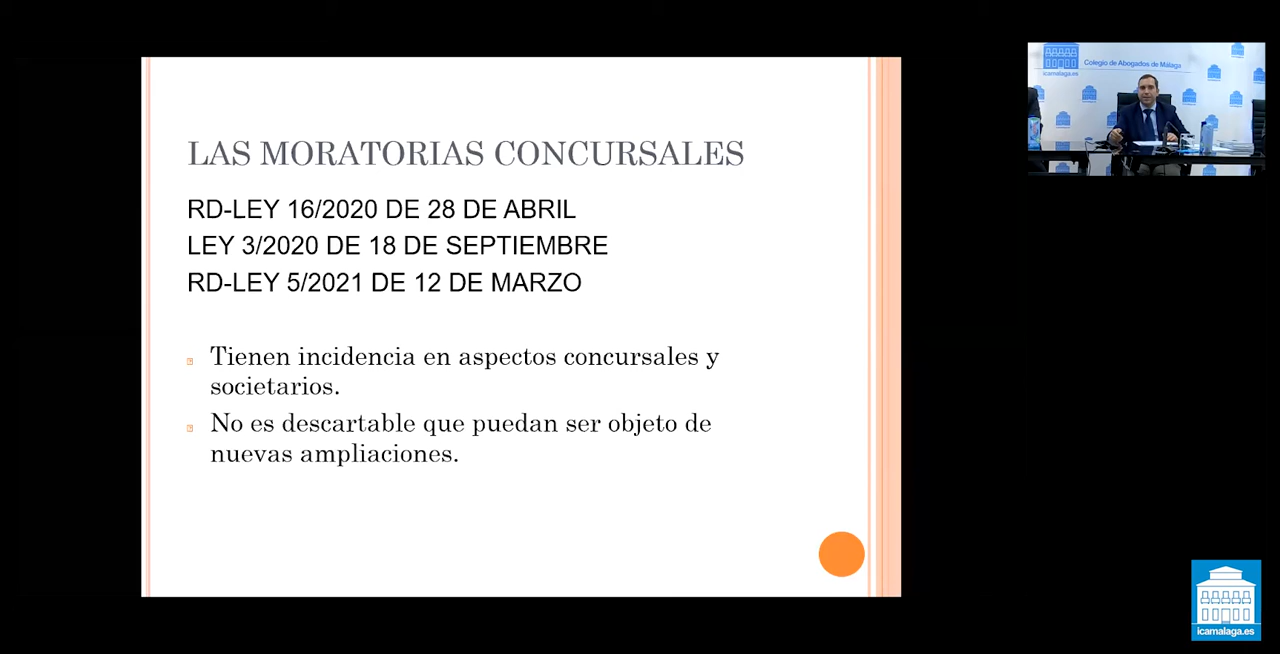 LAS MORATORIAS CONCURSALES
RD-LEY 16/2020 DE 28 DE ABRIL
LEY 3/2020 DE 18 DE SEPTIEMBRE
RD-LEY 5/2021 DE 12 DE MARZO
Tienen incidencia en aspectos concursales y
societarios.
No es descartable que puedan ser objeto de
nuevas ampliaciones.
Colegio de Abogados de Málaga
icamalaga.es
icamalaga.es